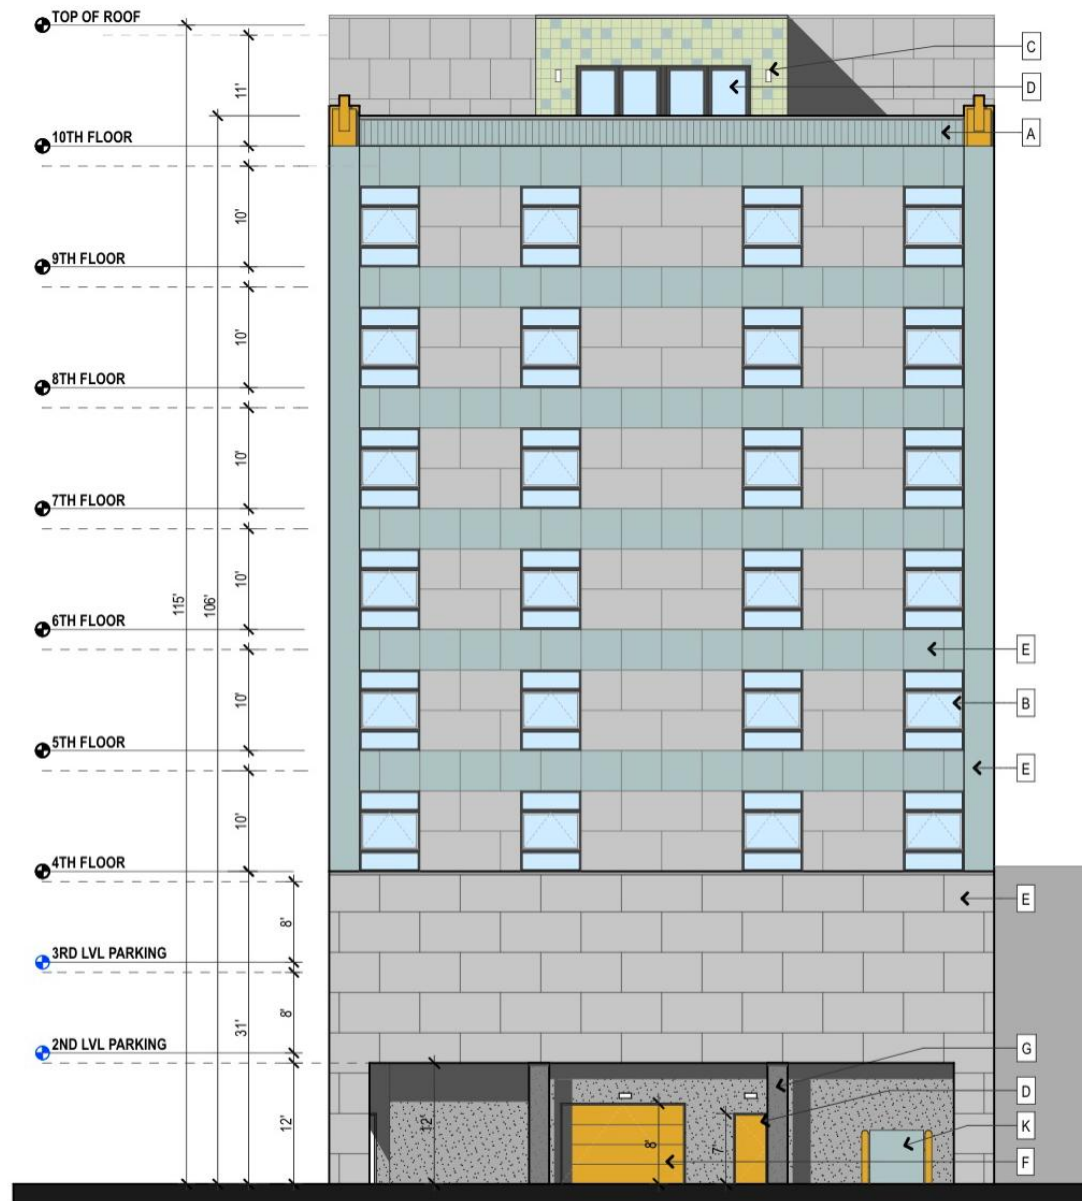 TOP OF ROOF
C
D
11'
A
10TH FLOOR
10'
9TH FLOOR
10'
8TH FLOOR
10'
7TH FLOOR
10'
115'
106'
6TH FLOOR
E
10'
B
5TH FLOOR
E
10'
4TH FLOOR
E
8'
3RD LVL PARKING
8'
31'
2ND LVL PARKING
G
D
12'
12'
8'
7'
K
F